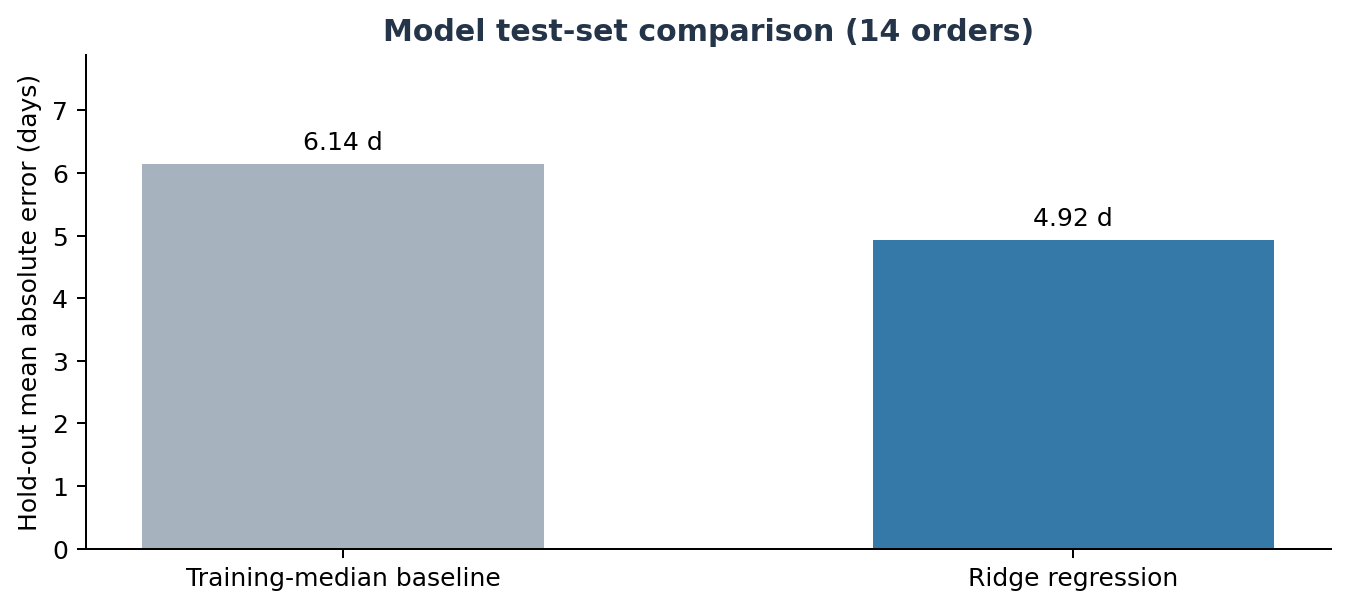 Model test-set comparison (14 orders)
Hold-out mean absolute error (days)
7
6
5
4
3
2
1
0
6.14 d
4.92 d
Training-median baseline
Ridge regression